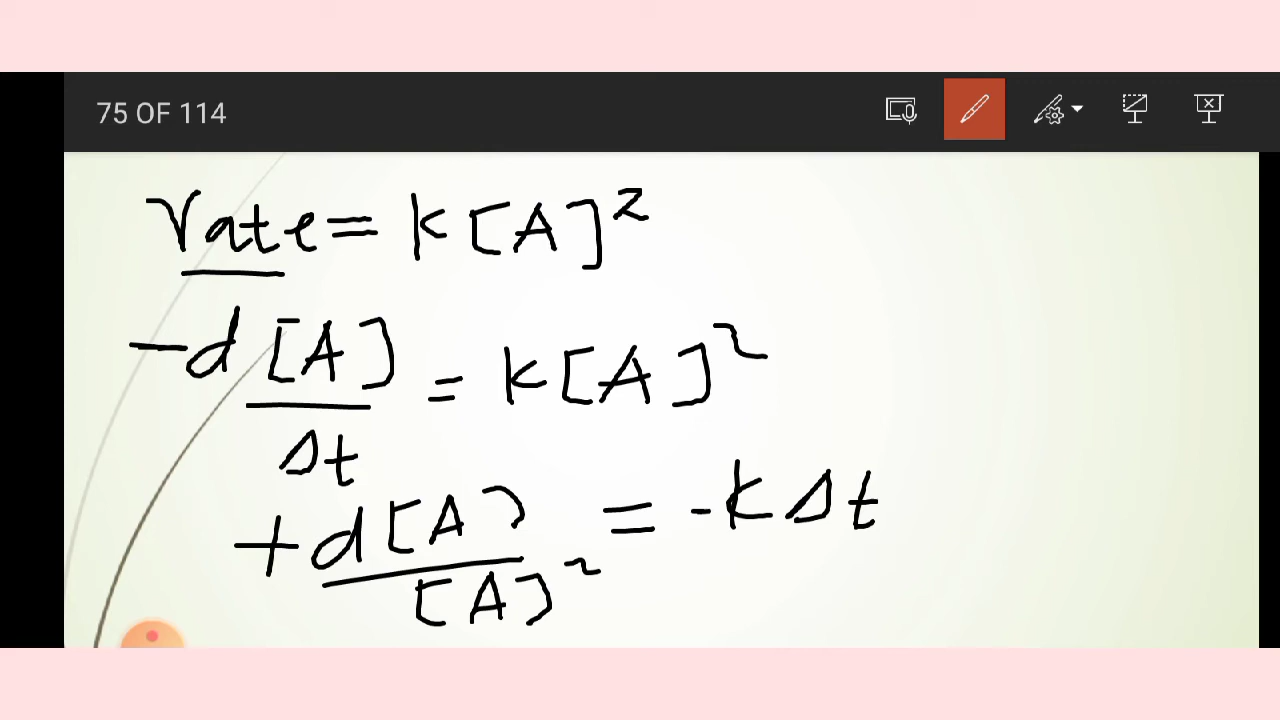 75 OF 114
rate = K[A]²
-d[A]/Δt = K[A]²
+d[A]/[A]² = -KΔt